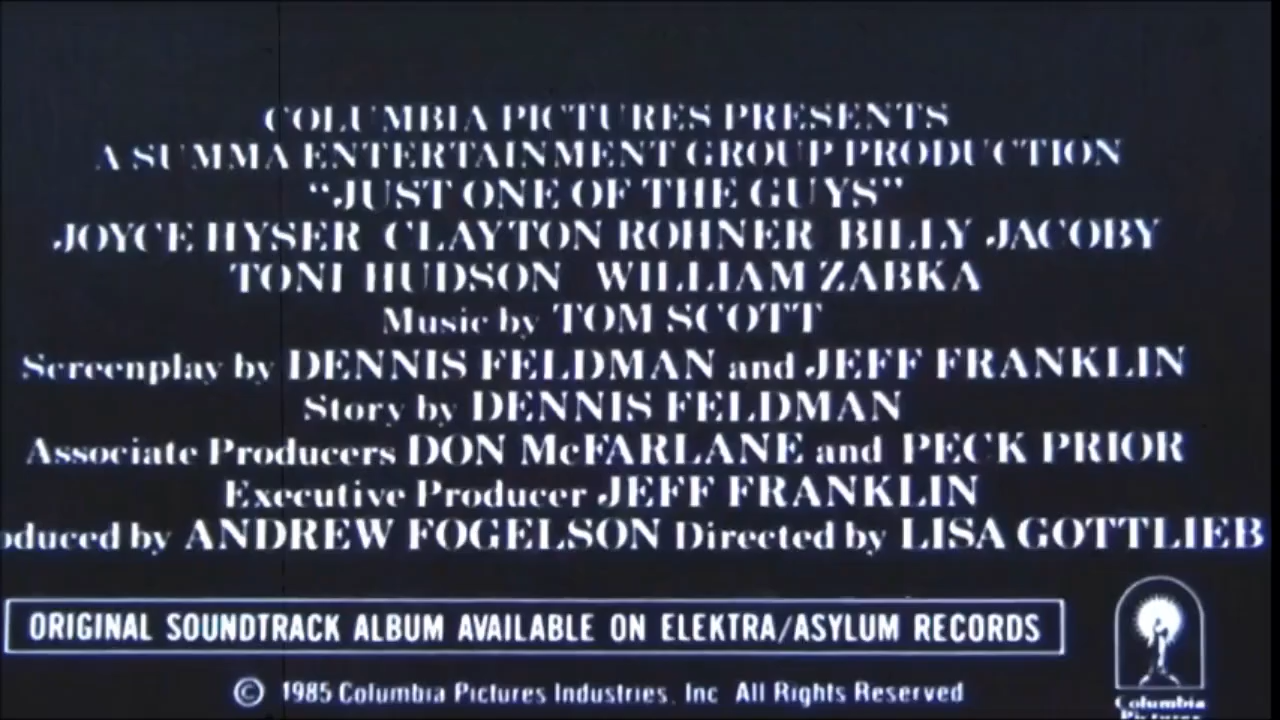 COLUMBIA PICTURES PRESENTS
A SUMMA ENTERTAINMENT GROUP PRODUCTION
“JUST ONE OF THE GUYS”
JOYCE HYSER CLAYTON ROHNER BILLY JACOBY
TONI HUDSON WILLIAM ZABKA
Music by TOM SCOTT
Screenplay by DENNIS FELDMAN and JEFF FRANKLIN
Story by DENNIS FELDMAN
Associate Producers DON McFARLANE and PECK PRIOR
Executive Producer JEFF FRANKLIN
oduced by ANDREW FOGELSON Directed by LISA GOTTLIEB
ORIGINAL SOUNDTRACK ALBUM AVAILABLE ON ELEKTRA/ASYLUM RECORDS
© 1985 Columbia Pictures Industries, Inc All Rights Reserved
Columbia